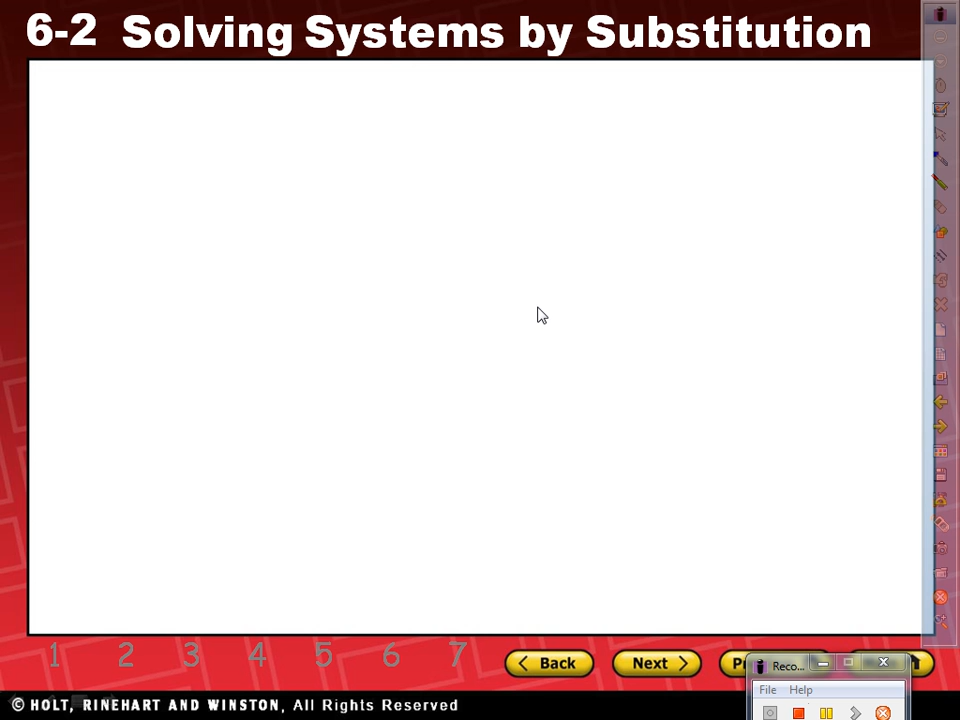 6-2 Solving Systems by Substitution
1 2 3 4 5 6 7
< Back Next >
Reco...
File Help
© HOLT, RINEHART AND WINSTON, All Rights Reserved